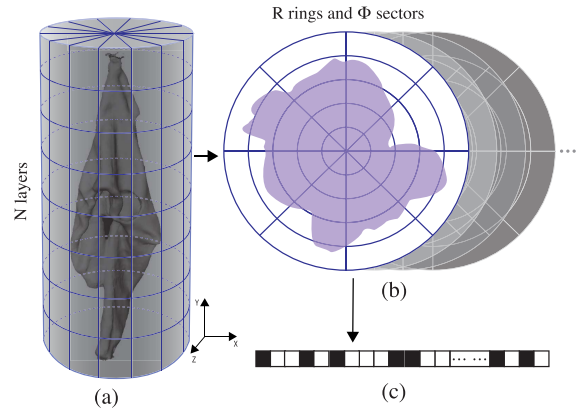 R rings and Φ sectors
N layers
Y
X
Z
...
... ...
(a)
(b)
(c)